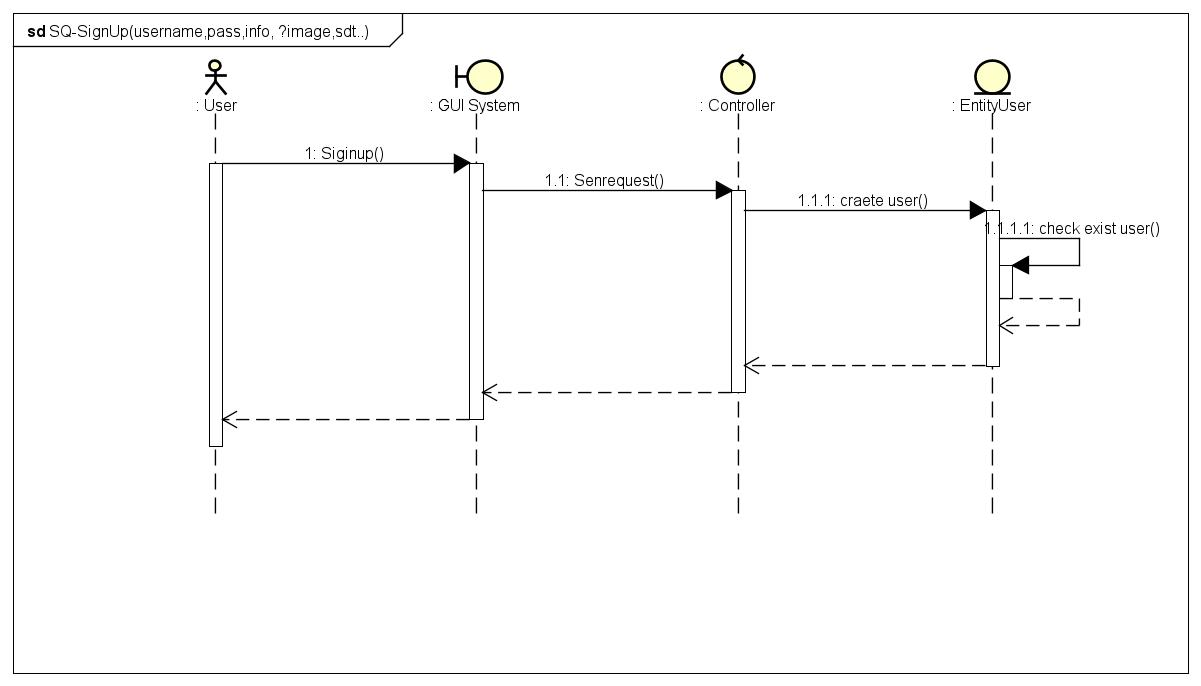 sd SQ-SignUp(username,pass,info, ?image,sdt..)
: User
: GUI System
: Controller
: EntityUser
1: Siginup()
1.1: Senrequest()
1.1.1: craete user()
1.1.1.1: check exist user()